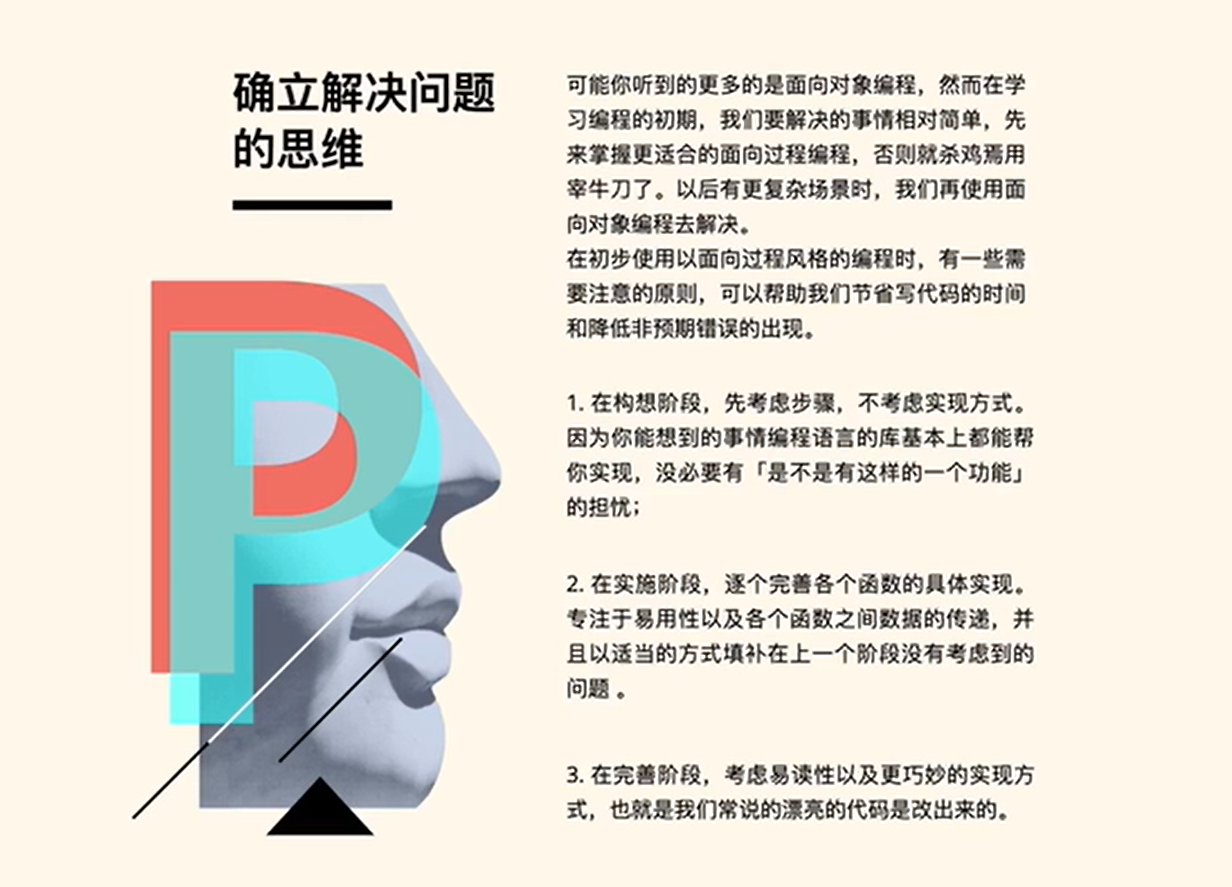 确立解决问题
的思维
可能你听到的更多的是面向对象编程，然而在学
习编程的初期，我们要解决的事情相对简单，先
来掌握更适合的面向过程编程，否则就杀鸡焉用
宰牛刀了。以后有更复杂场景时，我们再使用面
向对象编程去解决。
在初步使用以面向过程风格的编程时，有一些需
要注意的原则，可以帮助我们节省写代码的时间
和降低非预期错误的出现。
1. 在构想阶段，先考虑步骤，不考虑实现方式。
因为你能想到的事情编程语言的库基本上都能帮
你实现，没必要有「是不是有这样的一个功能」
的担忧；
2. 在实施阶段，逐个完善各个函数的具体实现。
专注于易用性以及各个函数之间数据的传递，并
且以适当的方式填补在上一个阶段没有考虑到的
问题 。
3. 在完善阶段，考虑易读性以及更巧妙的实现方
式，也就是我们常说的漂亮的代码是改出来的。
P
P